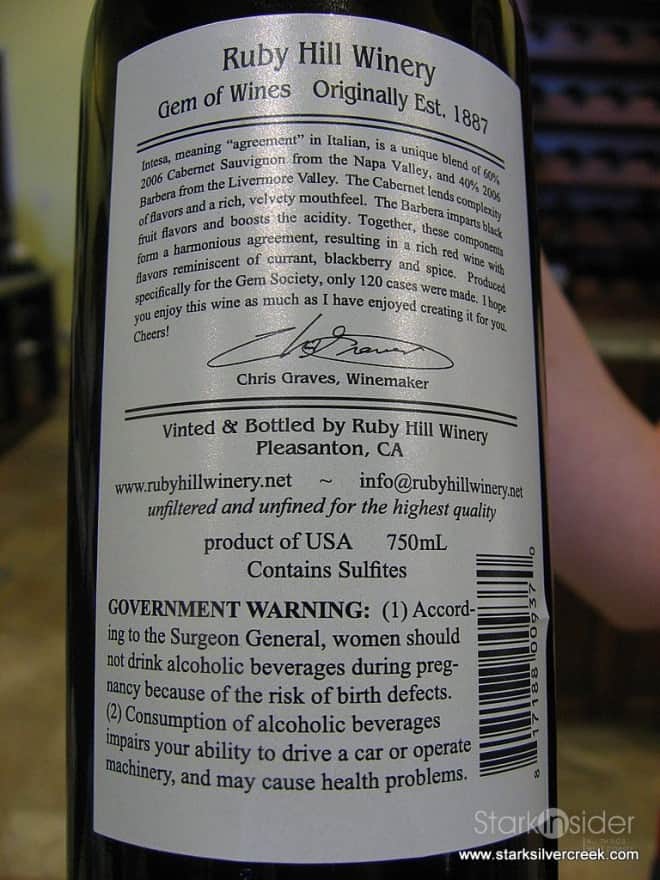 Ruby Hill Winery
Gem of Wines Originally Est. 1887
Intesa, meaning “agreement” in Italian, is a unique blend of 60%
2006 Cabernet Sauvignon from the Napa Valley, and 40% 2006
Barbera from the Livermore Valley. The Cabernet lends complexity
of flavors and a rich, velvety mouthfeel. The Barbera imparts black
fruit flavors and boosts the acidity. Together, these components
form a harmonious agreement, resulting in a rich red wine with
flavors reminiscent of currant, blackberry and spice. Produced
specifically for the Gem Society, only 120 cases were made. I hope
you enjoy this wine as much as I have enjoyed creating it for you.
Cheers!
Chris Graves, Winemaker
Vinted & Bottled by Ruby Hill Winery
Pleasanton, CA
www.rubyhillwinery.net ~ info@rubyhillwinery.net
unfiltered and unfined for the highest quality
product of USA 750mL
Contains Sulfites
GOVERNMENT WARNING: (1) Accord-
ing to the Surgeon General, women should
not drink alcoholic beverages during preg-
nancy because of the risk of birth defects.
(2) Consumption of alcoholic beverages
impairs your ability to drive a car or operate
machinery, and may cause health problems.
8 17188 00937 0
StarkInsider
www.starksilvercreek.com